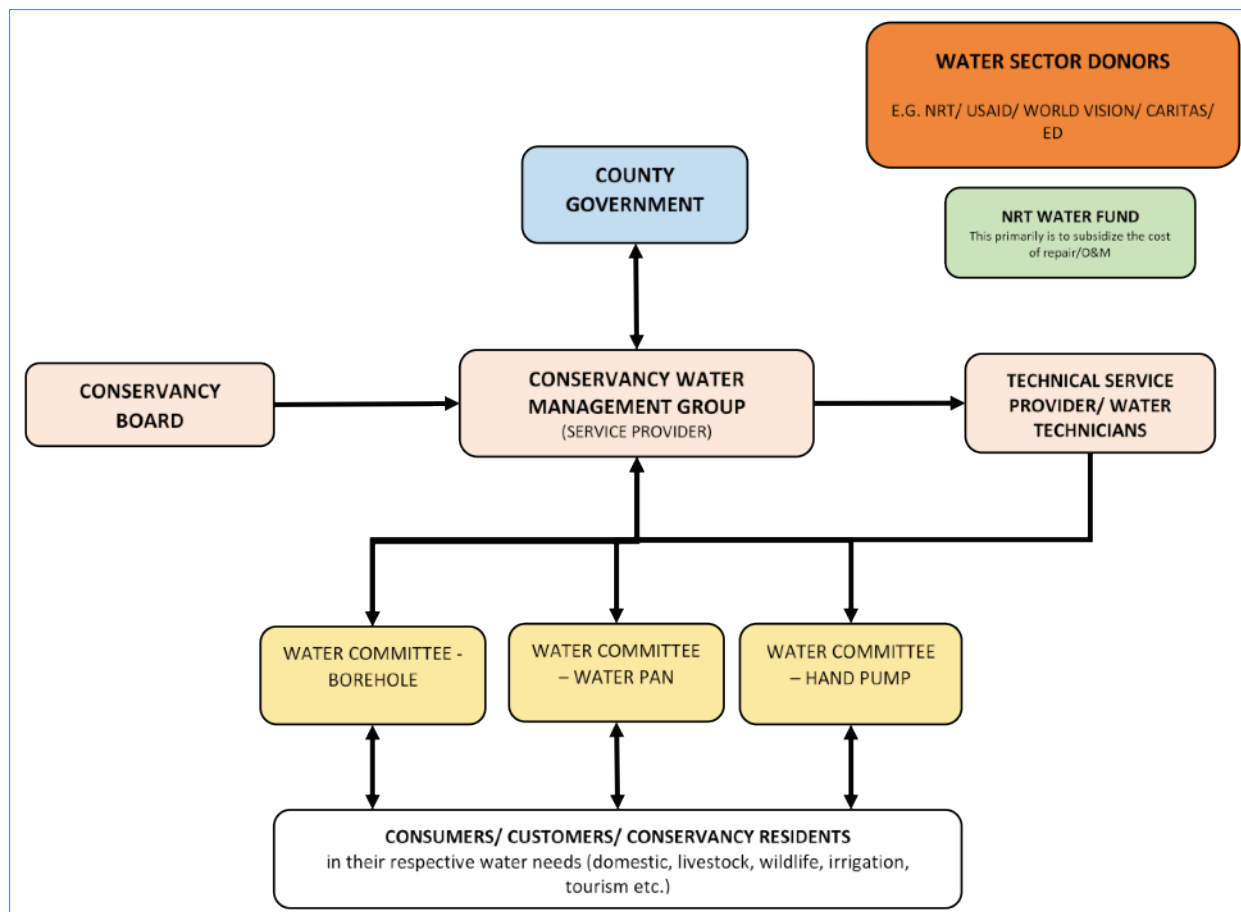 WATER SECTOR DONORS
E.G. NRT/ USAID/ WORLD VISION/ CARITAS/
ED
COUNTY
GOVERNMENT
NRT WATER FUND
This primarily is to subsidize the cost
of repair/O&M
CONSERVANCY
BOARD
CONSERVANCY WATER
MANAGEMENT GROUP
(SERVICE PROVIDER)
TECHNICAL SERVICE
PROVIDER/ WATER
TECHNICIANS
WATER COMMITTEE -
BOREHOLE
WATER COMMITTEE
– WATER PAN
WATER COMMITTEE
– HAND PUMP
CONSUMERS/ CUSTOMERS/ CONSERVANCY RESIDENTS
in their respective water needs (domestic, livestock, wildlife, irrigation,
tourism etc.)